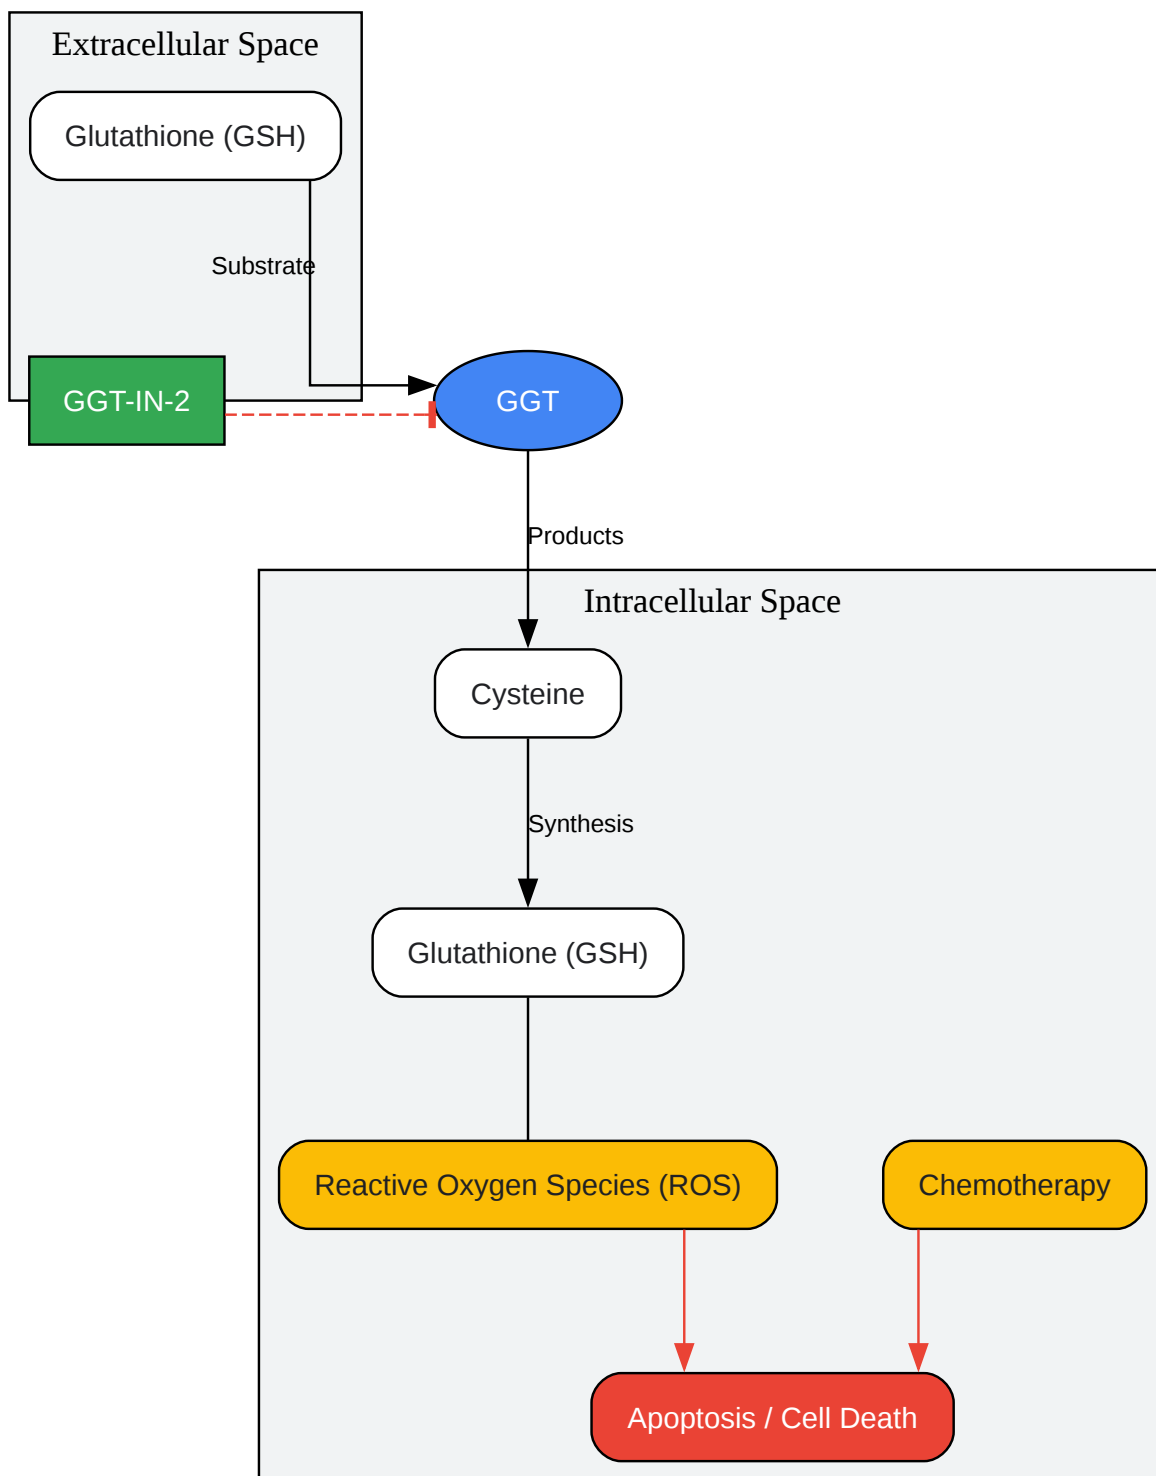 Extracellular Space
Glutathione (GSH)
Substrate
GGT-IN-2
GGT
Products
Intracellular Space
Cysteine
Synthesis
Glutathione (GSH)
Reactive Oxygen Species (ROS)
Chemotherapy
Apoptosis / Cell Death